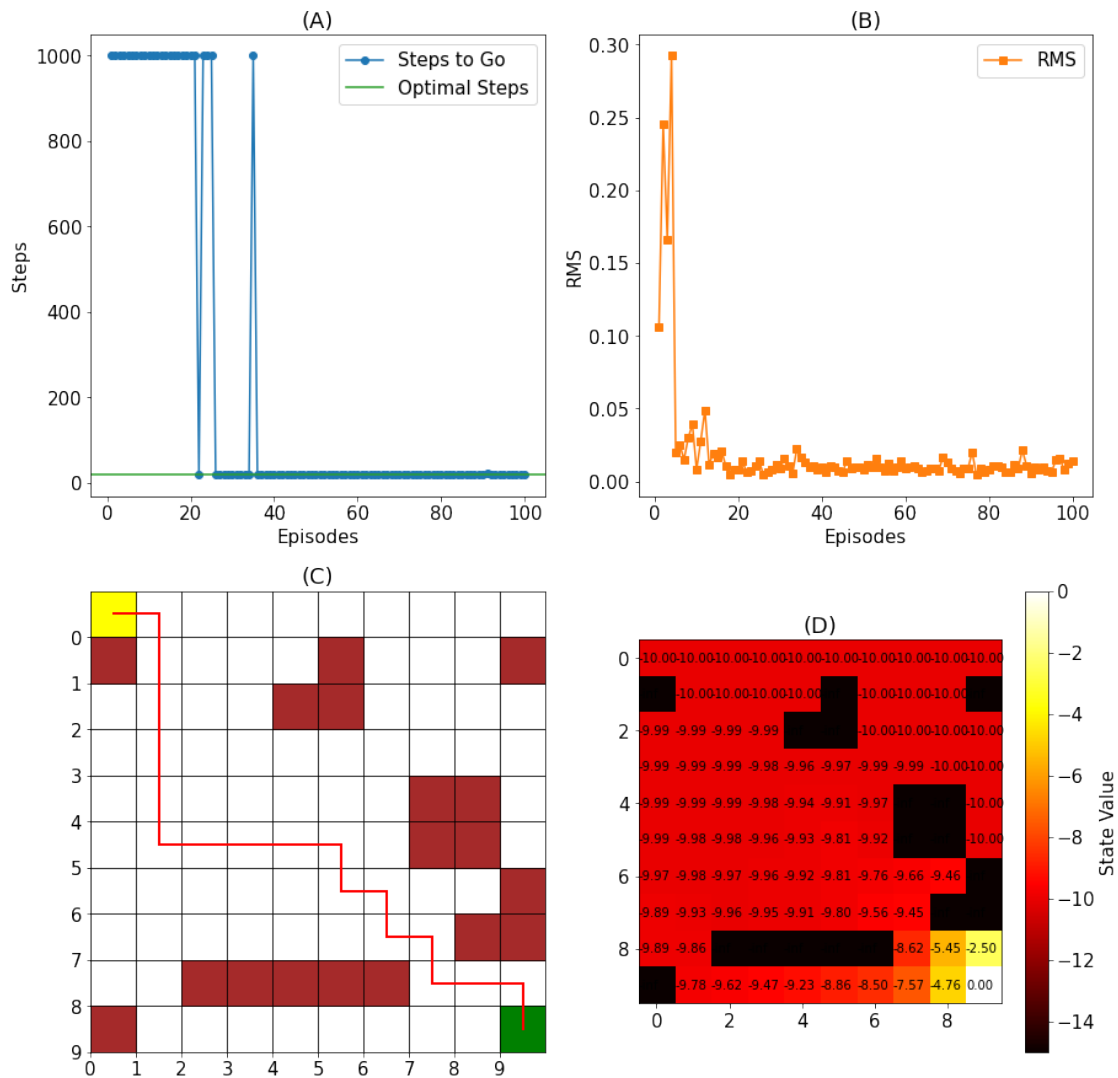 (A)
1000
800
600
400
200
0
Steps
Steps to Go
Optimal Steps
0 20 40 60 80 100
Episodes
(B)
0.30
0.25
0.20
0.15
0.10
0.05
0.00
RMS
RMS
0 20 40 60 80 100
Episodes
(C)
0
1
2
3
4
5
6
7
8
9
0 1 2 3 4 5 6 7 8 9
(D)
0 -10.00 -10.00 -10.00 -10.00 -10.00 -10.00 -10.00 -10.00 -10.00 -10.00
-10.00 -10.00 -10.00 -10.00 -10.00 -10.00 -10.00
2 -9.99 -9.99 -9.99 -9.99 -10.00 -10.00 -10.00 -10.00
-9.99 -9.99 -9.99 -9.98 -9.96 -9.97 -9.99 -9.99 -10.00 -10.00
4 -9.99 -9.99 -9.99 -9.98 -9.94 -9.91 -9.97 -10.00
-9.99 -9.98 -9.98 -9.96 -9.93 -9.81 -9.92 -10.00
6 -9.97 -9.98 -9.97 -9.96 -9.92 -9.81 -9.76 -9.66 -9.46
-9.89 -9.93 -9.96 -9.95 -9.91 -9.80 -9.56 -9.45
8 -9.89 -9.86 -8.62 -5.45 -2.50
-9.78 -9.62 -9.47 -9.23 -8.86 -8.50 -7.57 -4.76 0.00
0 2 4 6 8
0
−2
−4
−6
−8
−10
−12
−14
State Value